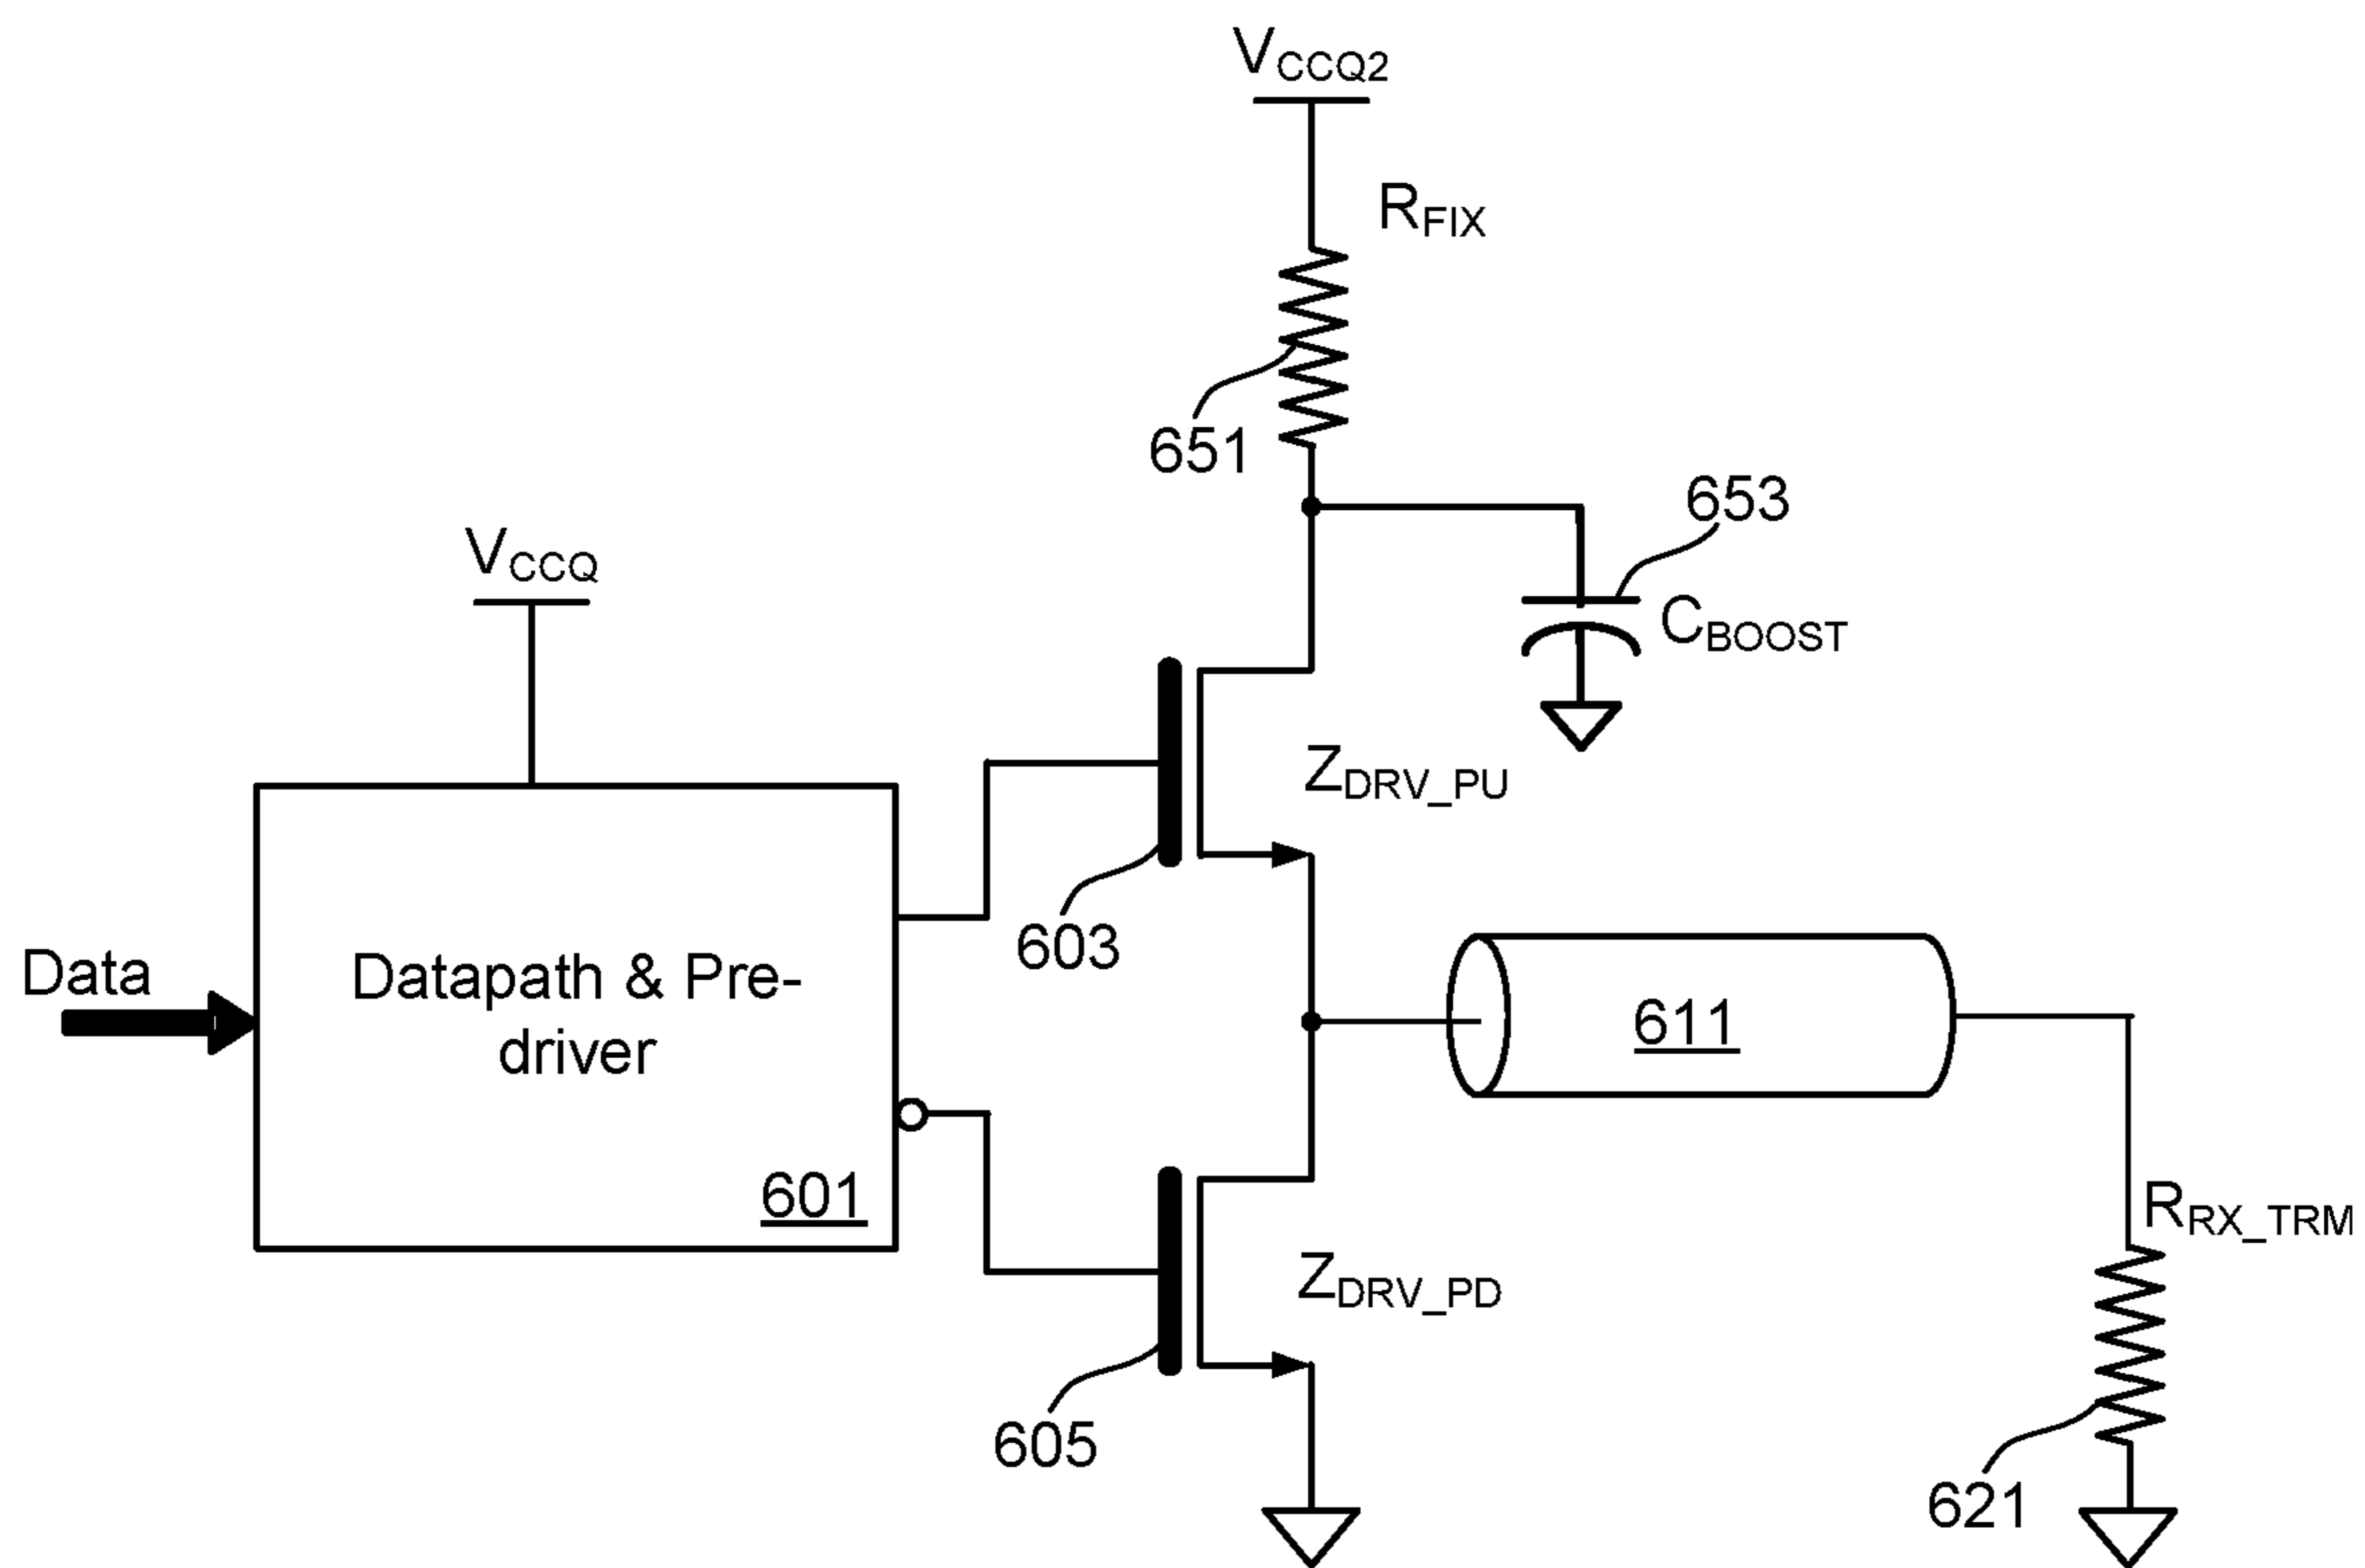 VCCQ2
RFIX
651
653
VCCQ
CBOOST
ZDRV_PU
603
Data
Datapath & Pre-
driver
611
601
RRX_TRM
ZDRV_PD
605
621